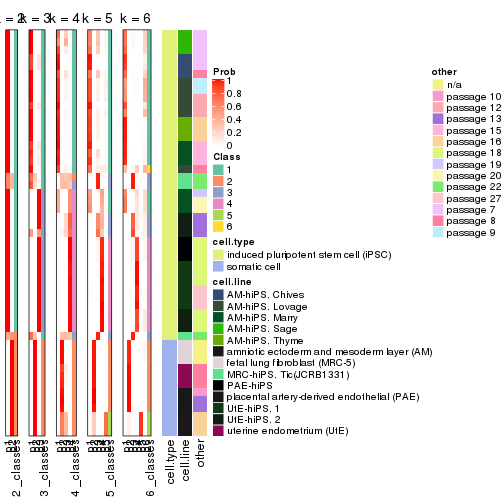 k = 2 k = 3 k = 4 k = 5 k = 6
Prob
1
0.8
0.6
0.4
0.2
0
Class
1
2
3
4
5
6
cell.type
induced pluripotent stem cell (iPSC)
somatic cell
cell.line
AM-hiPS. Chives
AM-hiPS. Lovage
AM-hiPS. Marry
AM-hiPS. Sage
AM-hiPS. Thyme
amniotic ectoderm and mesoderm layer (AM)
fetal lung fibroblast (MRC-5)
MRC-hiPS. Tic(JCRB1331)
PAE-hiPS
placental artery-derived endothelial (PAE)
UtE-hiPS. 1
UtE-hiPS. 2
uterine endometrium (UtE)
other
n/a
passage 10
passage 12
passage 13
passage 15
passage 16
passage 18
passage 19
passage 20
passage 22
passage 27
passage 7
passage 8
passage 9
2_classes
3_classes
4_classes
5_classes
6_classes
cell.type
cell.line
other